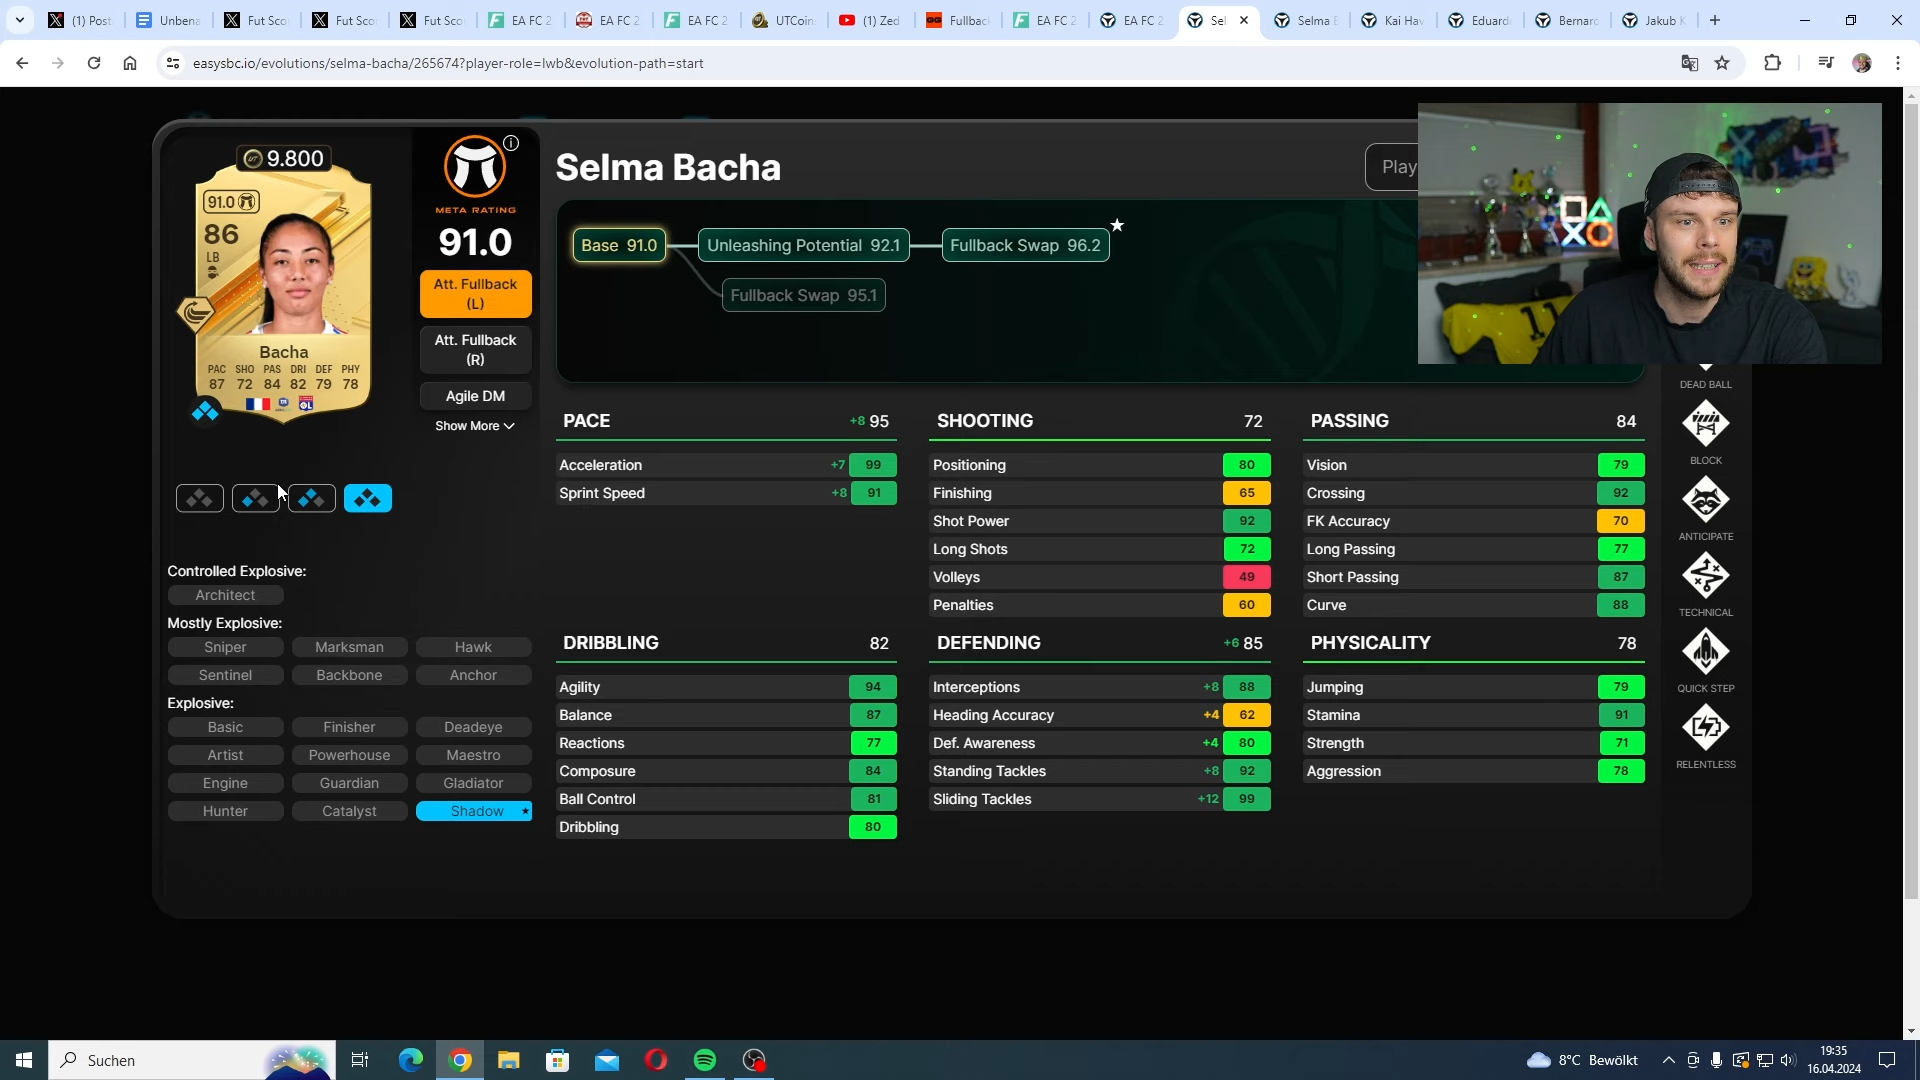 (1) Post
Unbena
Fut Sco
Fut Sco
Fut Sco
EA FC 2
EA FC 2
EA FC 2
UTCoin
(1) Zed
Fullbac
EA FC 2
EA FC 2
Sel
Selma B
Kai Hav
Eduard
Bernar
Jakub K
easysbc.io/evolutions/selma-bacha/265674?player-role=lwb&evolution-path=start
9.800
91.0
86
LB
Bacha
PAC SHO PAS DRI DEF PHY
87 72 84 82 79 78
META RATING
91.0
Att. Fullback
(L)
Att. Fullback
(R)
Agile DM
Show More
Selma Bacha
Play
Base 91.0
Unleashing Potential 92.1
Fullback Swap 96.2
Fullback Swap 95.1
Controlled Explosive:
Architect
Mostly Explosive:
Sniper Marksman Hawk
Sentinel Backbone Anchor
Explosive:
Basic Finisher Deadeye
Artist Powerhouse Maestro
Engine Guardian Gladiator
Hunter Catalyst Shadow
PACE +8 95
Acceleration +7 99
Sprint Speed +8 91
SHOOTING 72
Positioning 80
Finishing 65
Shot Power 92
Long Shots 72
Volleys 49
Penalties 60
PASSING 84
Vision 79
Crossing 92
FK Accuracy 70
Long Passing 77
Short Passing 87
Curve 88
DRIBBLING 82
Agility 94
Balance 87
Reactions 77
Composure 84
Ball Control 81
Dribbling 80
DEFENDING +6 85
Interceptions +8 88
Heading Accuracy +4 62
Def. Awareness +4 80
Standing Tackles +8 92
Sliding Tackles +12 99
PHYSICALITY 78
Jumping 79
Stamina 91
Strength 71
Aggression 78
DEAD BALL
BLOCK
ANTICIPATE
TECHNICAL
QUICK STEP
RELENTLESS
Suchen
8°C Bewölkt
19:35
16.04.2024